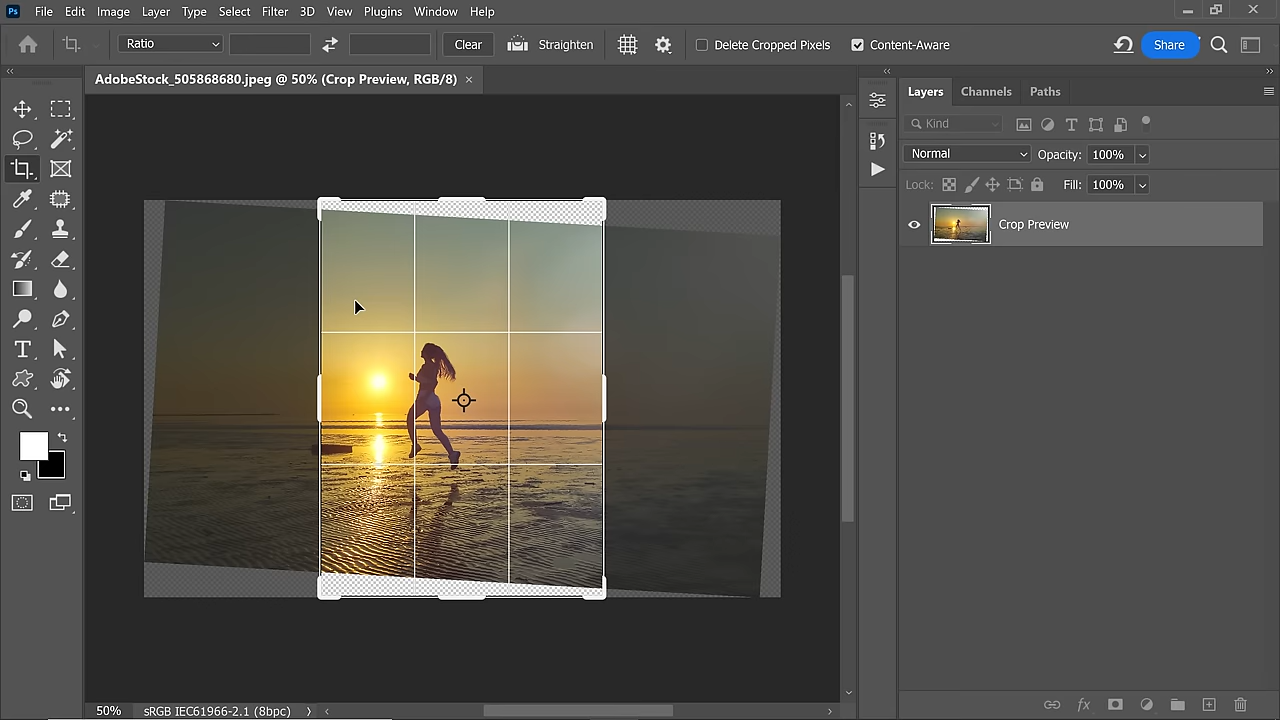 Ps File Edit Image Layer Type Select Filter 3D View Plugins Window Help
Ratio Clear Straighten Delete Cropped Pixels Content-Aware Share
AdobeStock_505868680.jpeg @ 50% (Crop Preview, RGB/8) ×
Layers Channels Paths
Kind
Normal Opacity: 100%
Lock: Fill: 100%
Crop Preview
50% sRGB IEC61966-2.1 (8bpc)